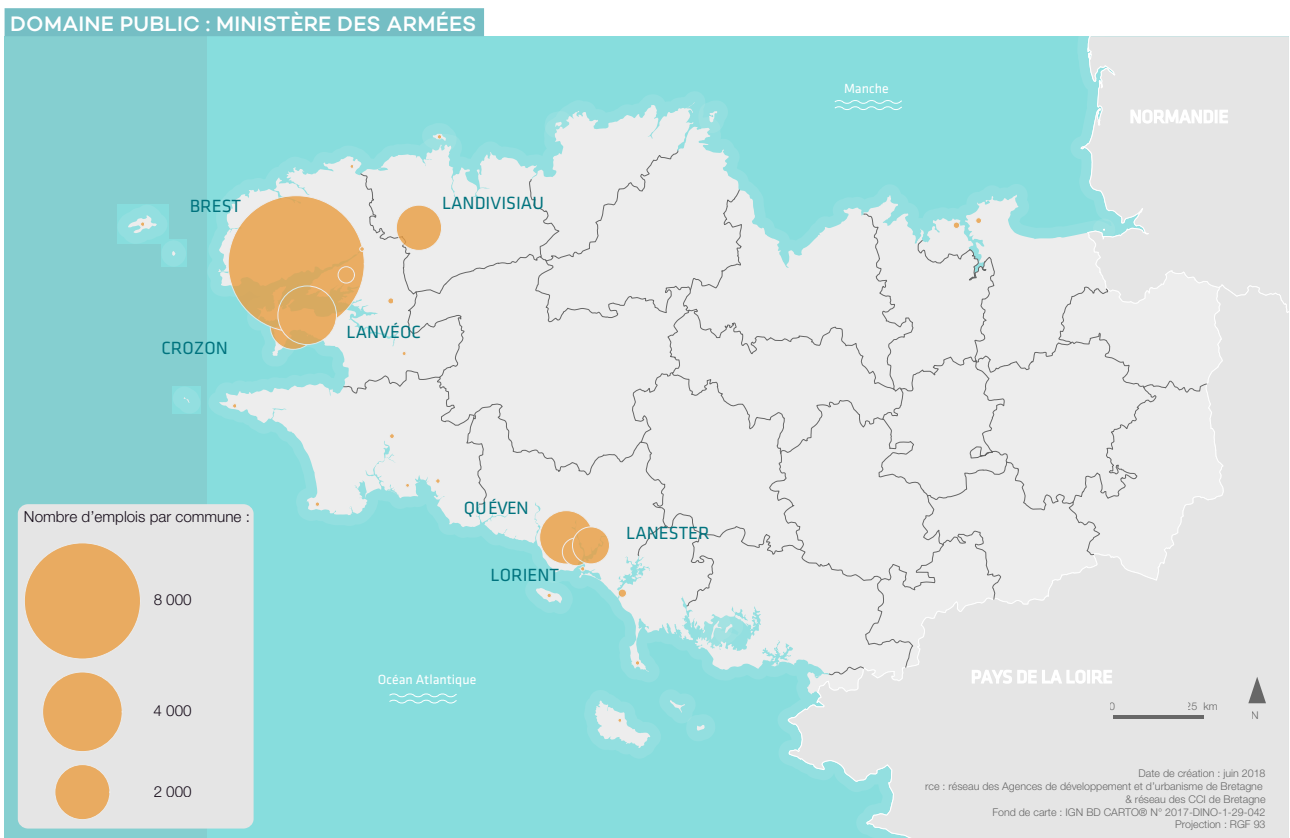 DOMAINE PUBLIC : MINISTÈRE DES ARMÉES
Manche
NORMANDIE
BREST
LANDIVISIAU
LANVÉOC
CROZON
QUÉVEN
LANESTER
LORIENT
Nombre d'emplois par commune :
8 000
4 000
2 000
Océan Atlantique
PAYS DE LA LOIRE
0 25 km
N
Date de création : juin 2018
rce : réseau des Agences de développement et d'urbanisme de Bretagne
& réseau des CCI de Bretagne
Fond de carte : IGN BD CARTO® N° 2017-DINO-1-29-042
Projection : RGF 93